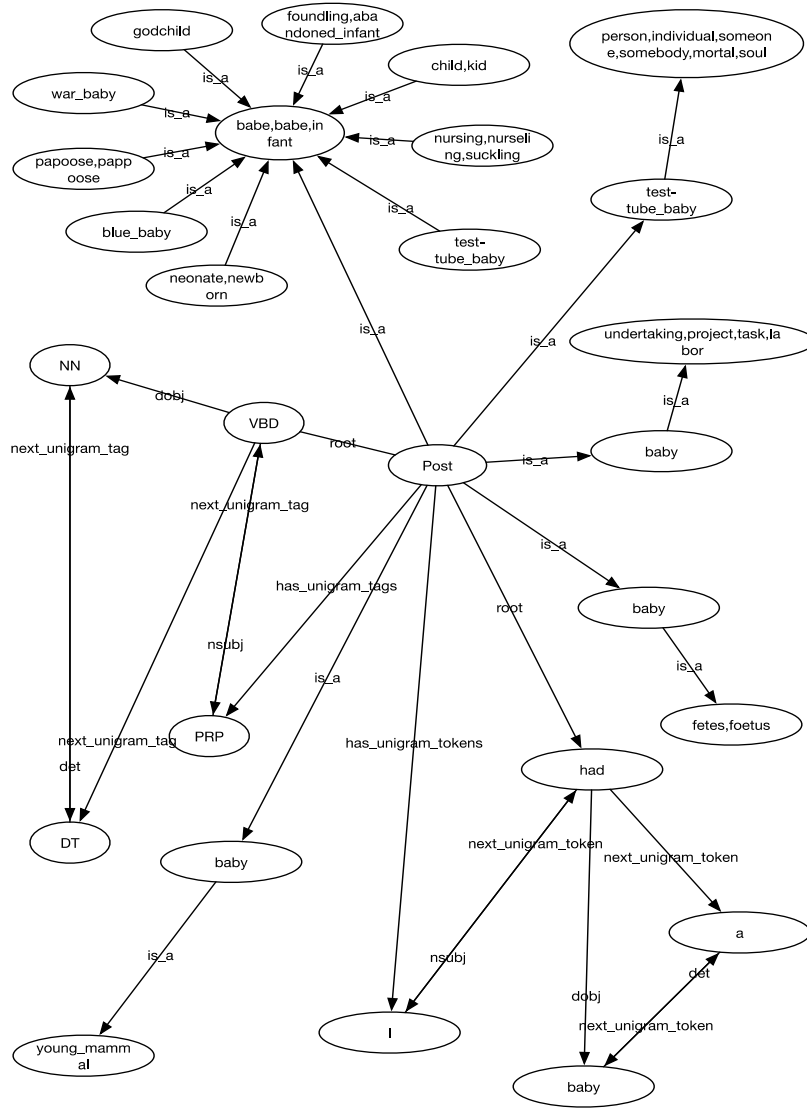 foundling,aba
ndoned_infant
godchild
person,individual,someon
e,somebody,mortal,soul
is_a
is_a
child,kid
war_baby
is_a
is_a
is_a
babe,babe,in
fant
nursing,nurseli
ng,suckling
papoose,papp
oose
is_a
is_a
is_a
is_a
is_a
is_a
test-
tube_baby
blue_baby
test-
tube_baby
neonate,newb
orn
is_a
is_a
undertaking,project,task,la
bor
NN
dobj
VBD
is_a
root
next_unigram_tag
baby
Post
is_a
next_unigram_tag
is_a
has_unigram_tags
root
baby
nsubj
is_a
is_a
next_unigram_tag
PRP
fetes,foetus
has_unigram_tokens
det
had
DT
next_unigram_token
baby
next_unigram_token
a
nsubj
is_a
det
dobj
next_unigram_token
I
young_mamm
al
baby